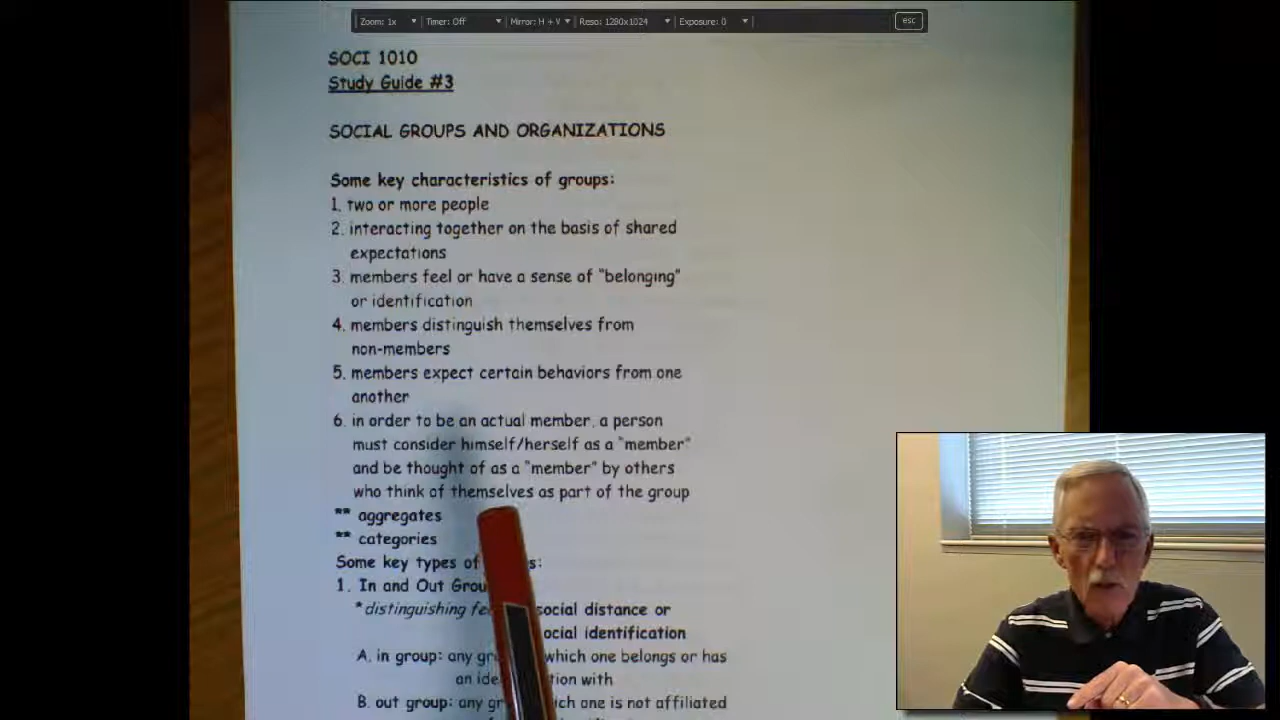 Zoom: 1x Timer: Off Mirror: H + V Reso: 1280x1024 Exposure: 0 esc
SOCI 1010
Study Guide #3
SOCIAL GROUPS AND ORGANIZATIONS
Some key characteristics of groups:
1. two or more people
2. interacting together on the basis of shared
expectations
3. members feel or have a sense of "belonging"
or identification
4. members distinguish themselves from
non-members
5. members expect certain behaviors from one
another
6. in order to be an actual member, a person
must consider himself/herself as a "member"
and be thought of as a "member" by others
who think of themselves as part of the group
** aggregates
** categories
Some key types of
1. In and Out
*distinguishing social distance or
social identification
A. in group: any which one belongs or has
an with
B. out group: any one is not affiliated